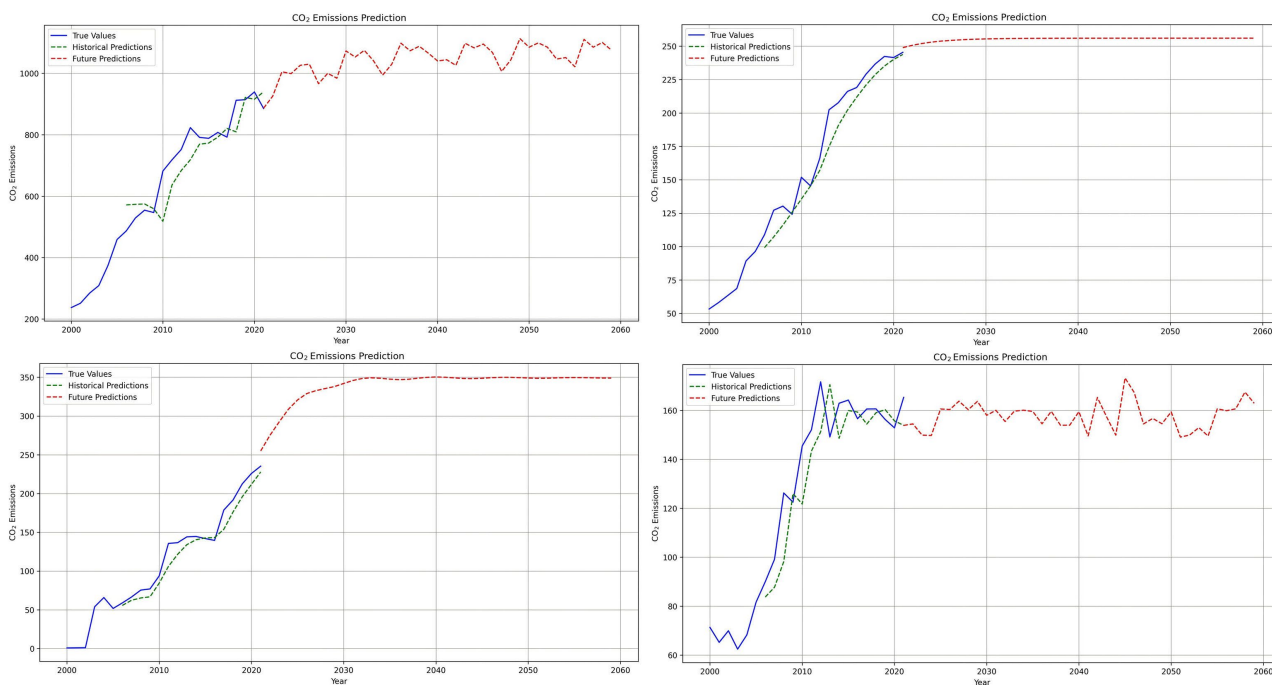 CO₂ Emissions Prediction
True Values
Historical Predictions
Future Predictions
CO₂ Emissions
1000
800
600
400
200
2000 2010 2020 2030 2040 2050 2060
Year
CO₂ Emissions Prediction
True Values
Historical Predictions
Future Predictions
CO₂ Emissions
250
225
200
175
150
125
100
75
50
2000 2010 2020 2030 2040 2050 2060
Year
CO₂ Emissions Prediction
True Values
Historical Predictions
Future Predictions
CO₂ Emissions
350
300
250
200
150
100
50
0
2000 2010 2020 2030 2040 2050 2060
Year
CO₂ Emissions Prediction
True Values
Historical Predictions
Future Predictions
CO₂ Emissions
160
140
120
100
80
60
2000 2010 2020 2030 2040 2050 2060
Year